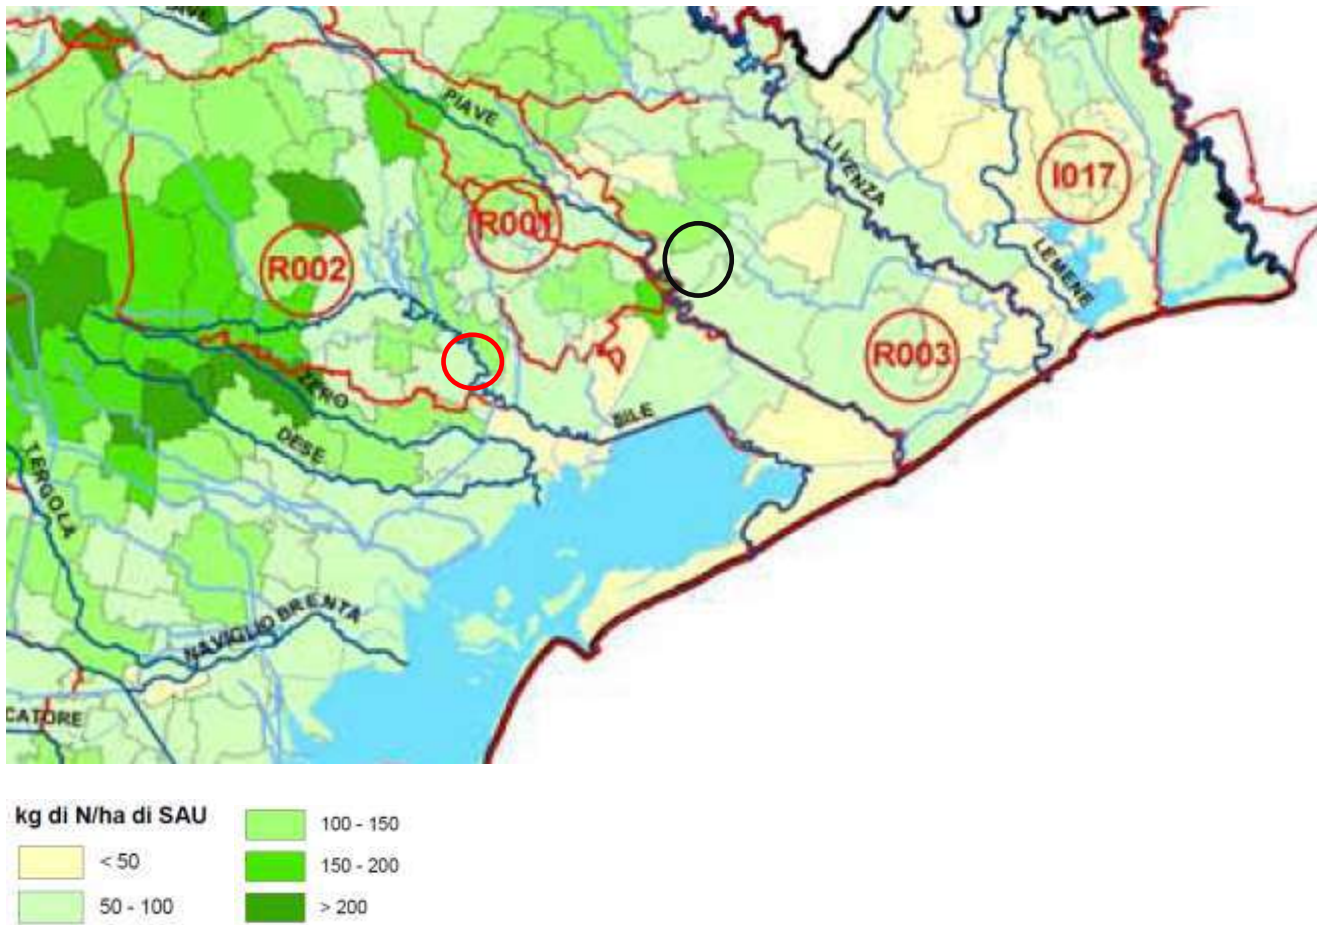 PIAVE
LIVENZA
I017
R001
R002
LEMENE
R003
ZERO
SILE
DESE
TERGOLA
NAVIGLIO BRENTA
CATORE
kg di N/ha di SAU
< 50
50 - 100
100 - 150
150 - 200
> 200